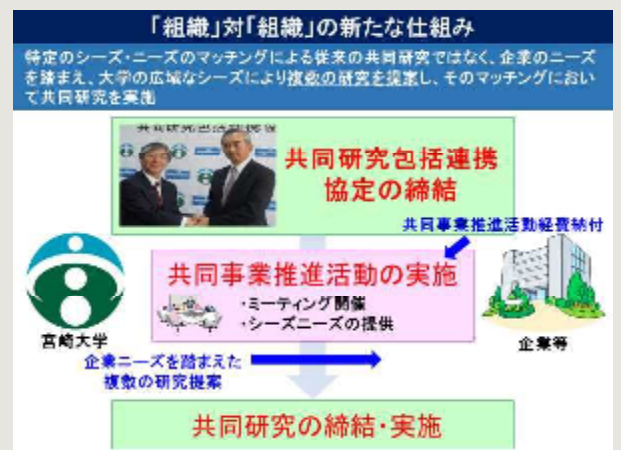 「組織」対「組織」の新たな仕組み
特定のシーズ・ニーズのマッチングによる従来の共同研究ではなく、企業のニーズ
を踏まえ、大学の広域なシーズにより複数の研究を提案し、そのマッチングにおい
て共同研究を実施
共同研究包括連携
協定の締結
共同事業推進活動経費納付
共同事業推進活動の実施
・ミーティング開催
・シーズニーズの提供
宮崎大学
企業等
企業ニーズを踏まえた
複数の研究提案
共同研究の締結・実施